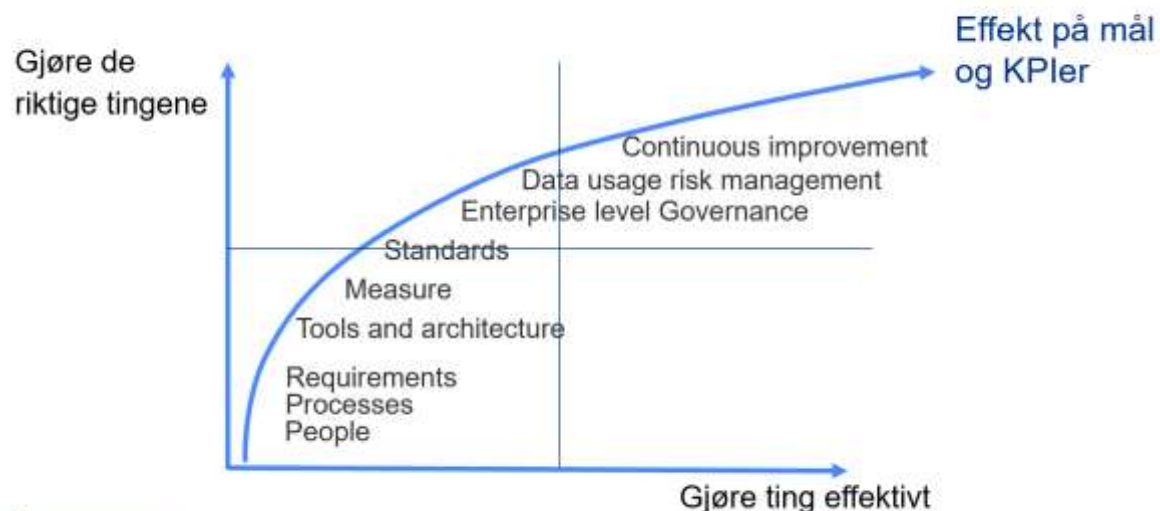 Effekt på mål
og KPIer
Gjøre de
riktige tingene
Continuous improvement
Data usage risk management
Enterprise level Governance
Standards
Measure
Tools and architecture
Requirements
Processes
People
Gjøre ting effektivt